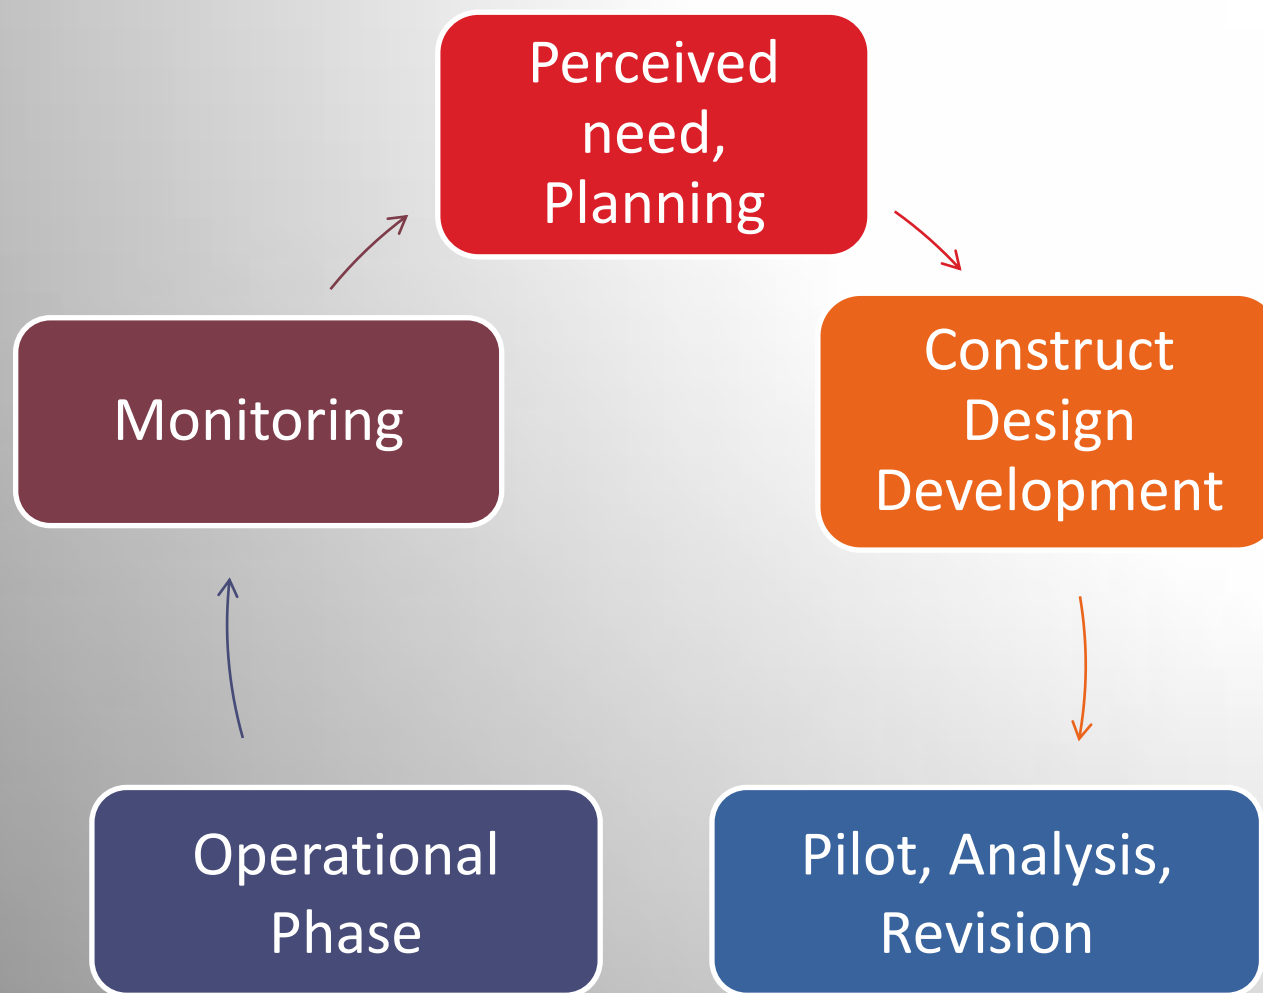 Perceived
need,
Planning
Construct
Design
Development
Pilot, Analysis,
Revision
Operational
Phase
Monitoring